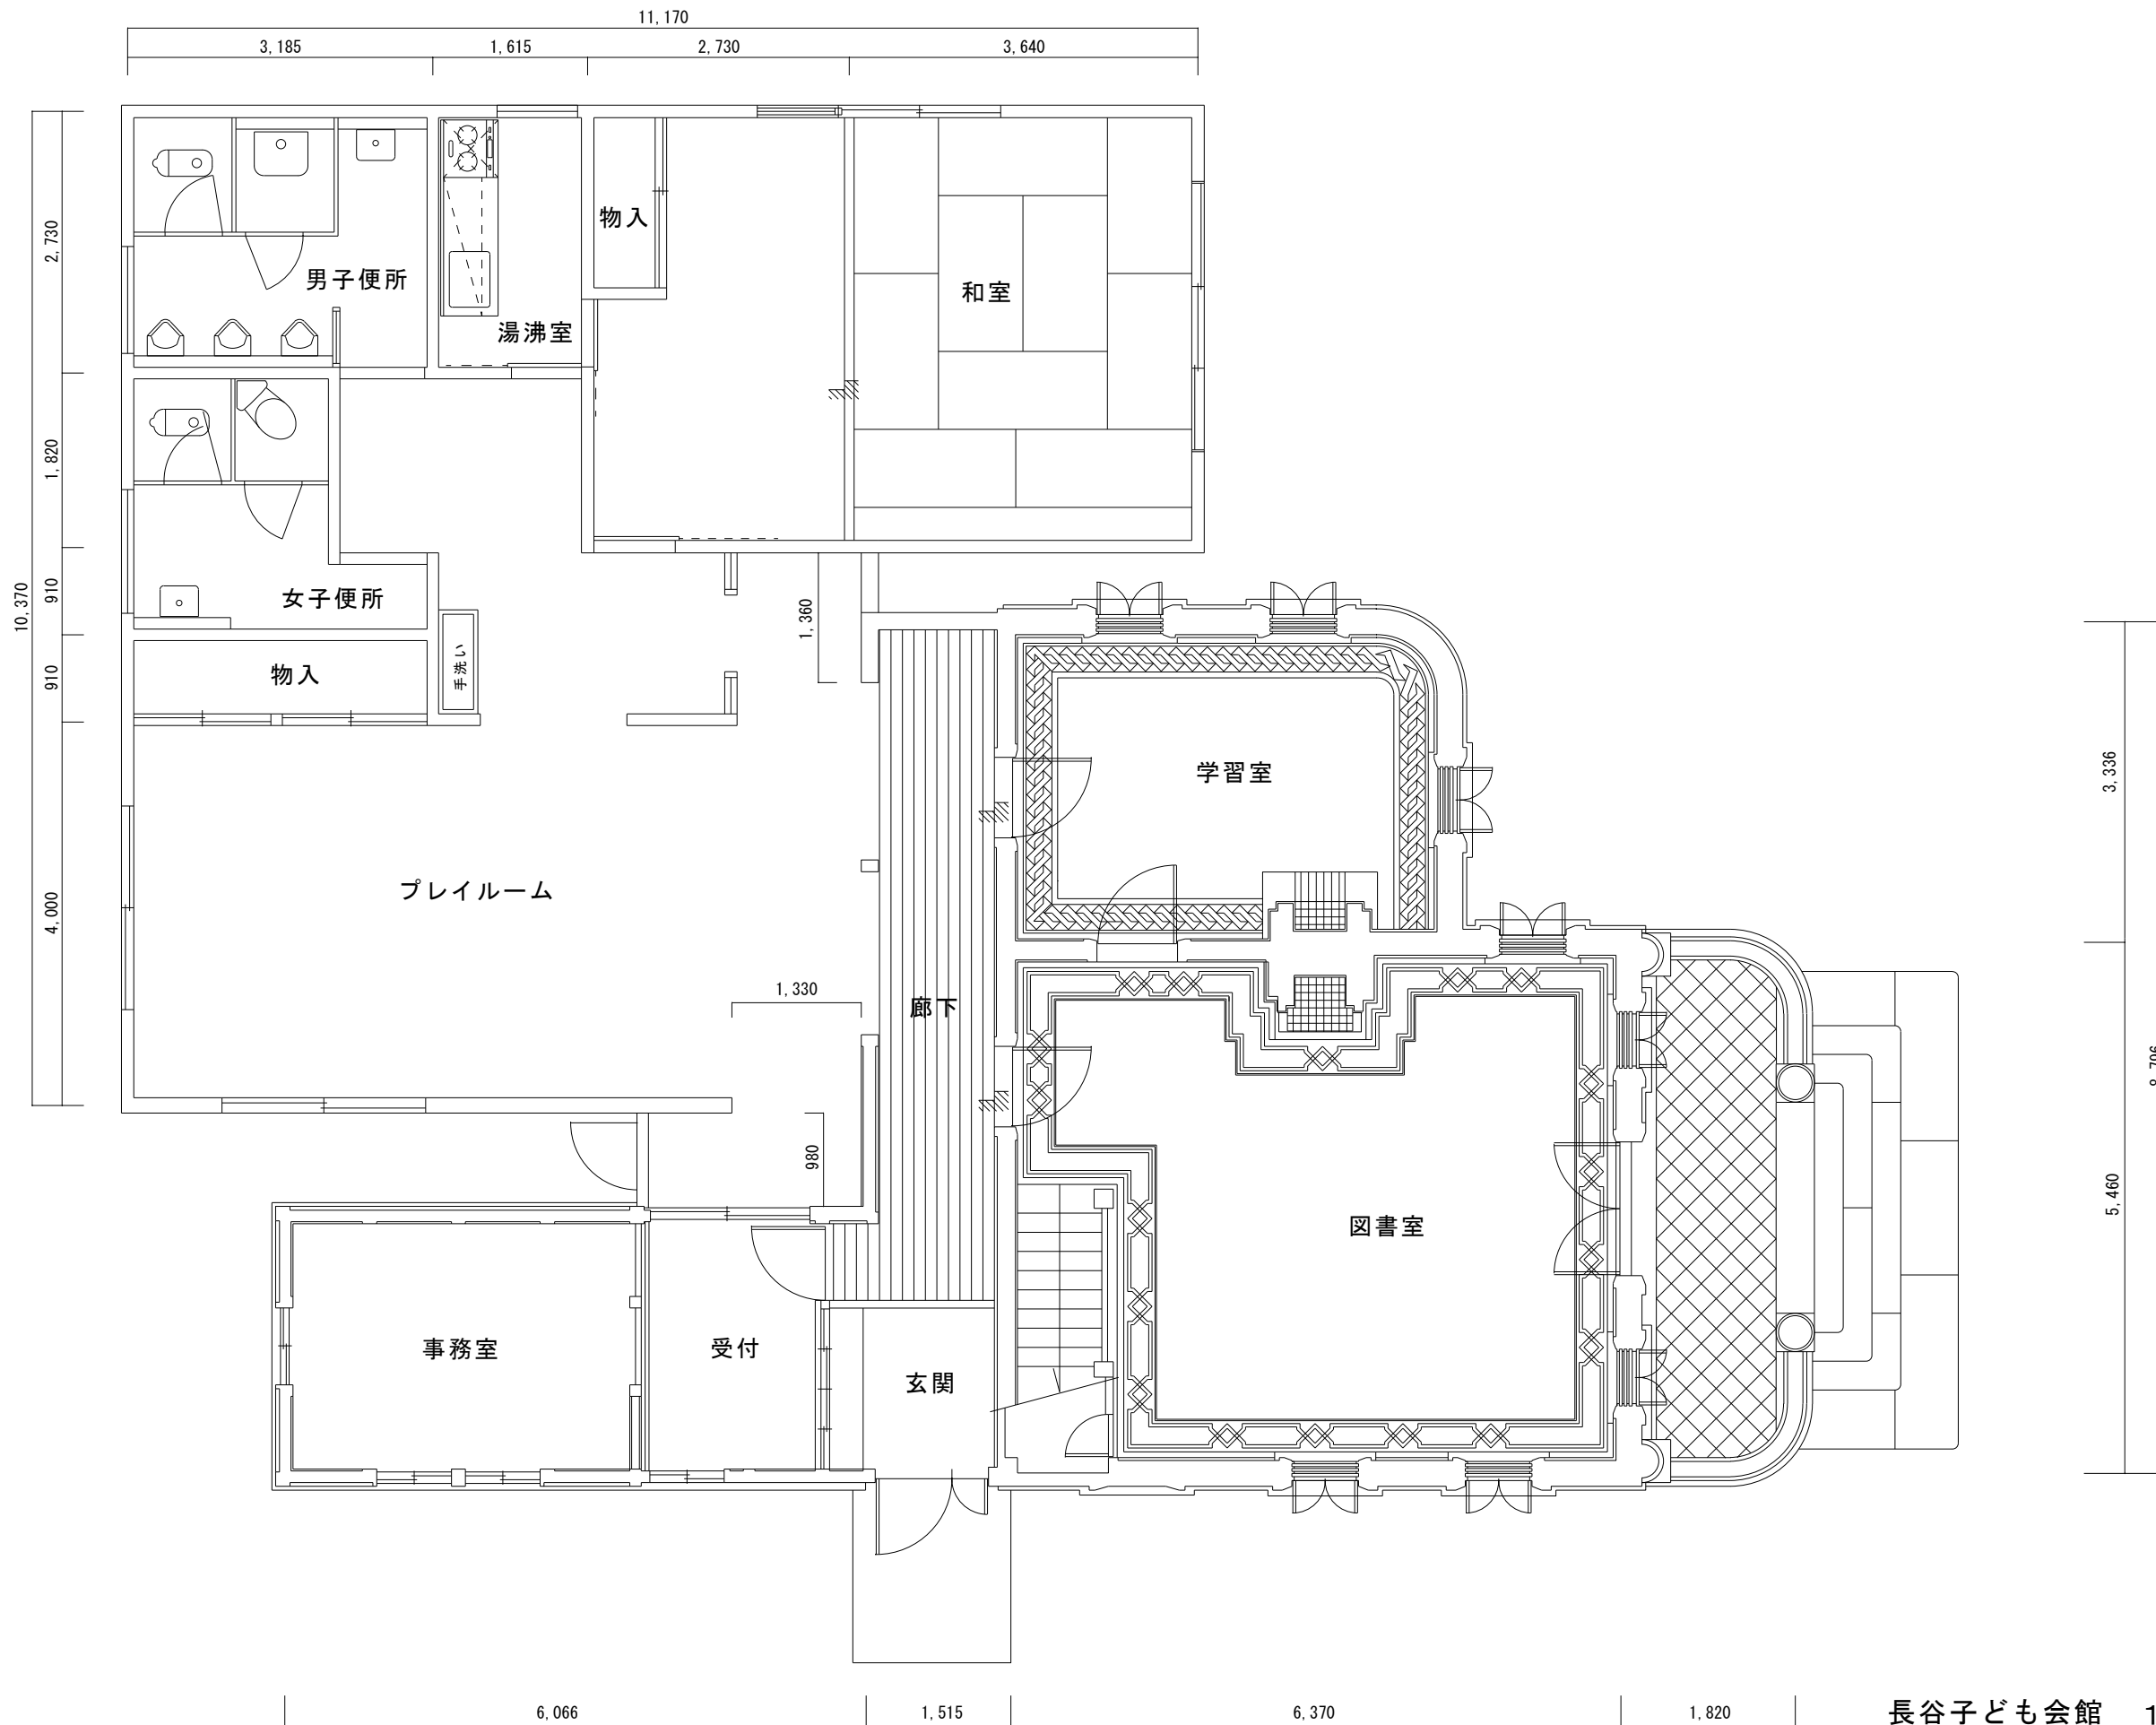 11,170
3,185 1,615 2,730 3,640
物入
2,730
男子便所
和室
湯沸室
1,820
10,370
910
女子便所
1,360
910
物入
手洗い
学習室
3,336
4,000
プレイルーム
1,330
廊下
980
5,460
図書室
事務室
受付
玄関
6,066 1,515 6,370 1,820
長谷子ども会館